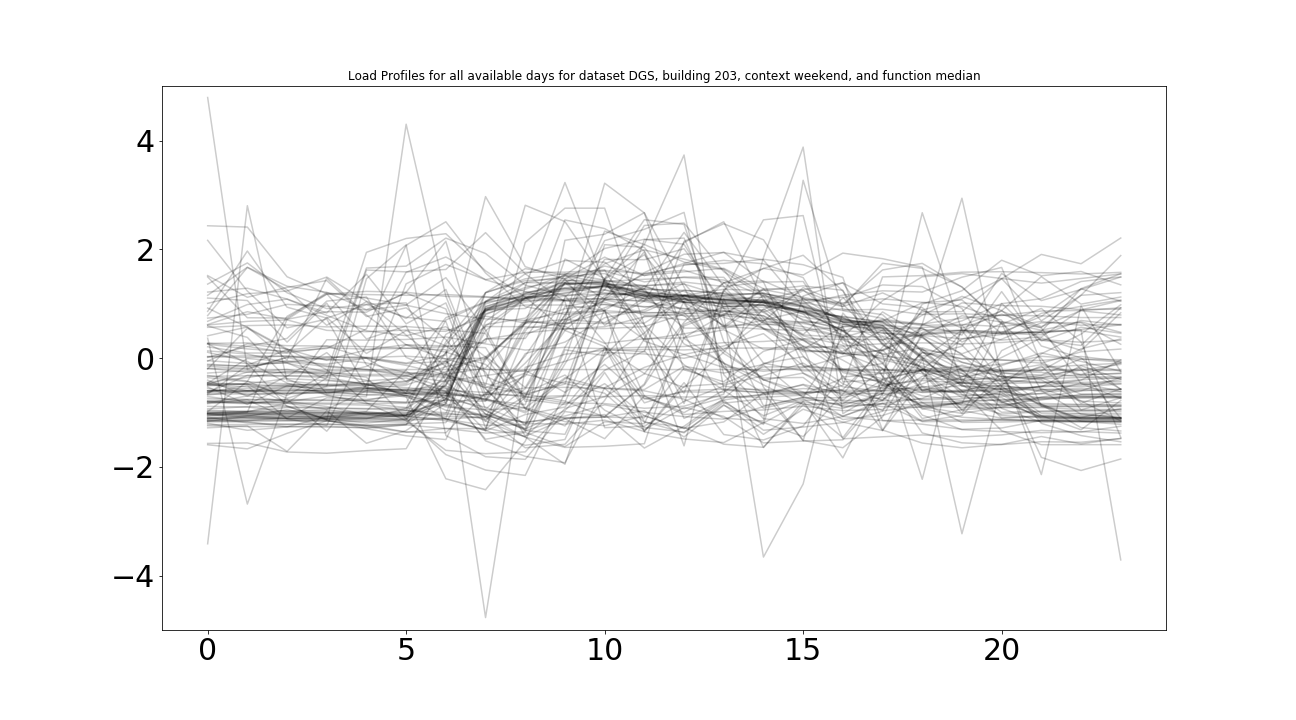 Load Profiles for all available days for dataset DGS, building 203, context weekend, and function median
4
2
0
−2
−4
0 5 10 15 20